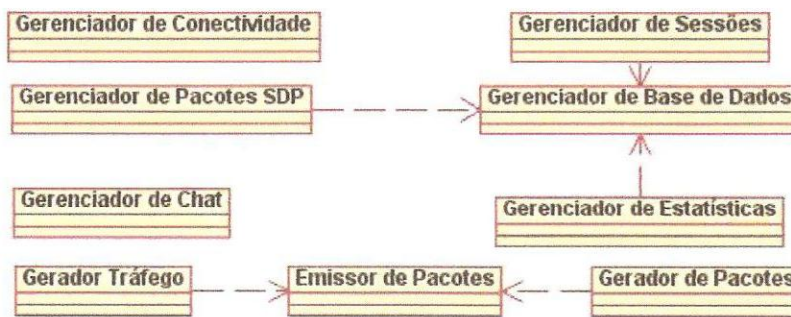 Gerenciador de Conectividade
Gerenciador de Sessões
Gerenciador de Pacotes SDP
Gerenciador de Base de Dados
Gerenciador de Chat
Gerenciador de Estatísticas
Gerador Tráfego
Emissor de Pacotes
Gerador de Pacotes